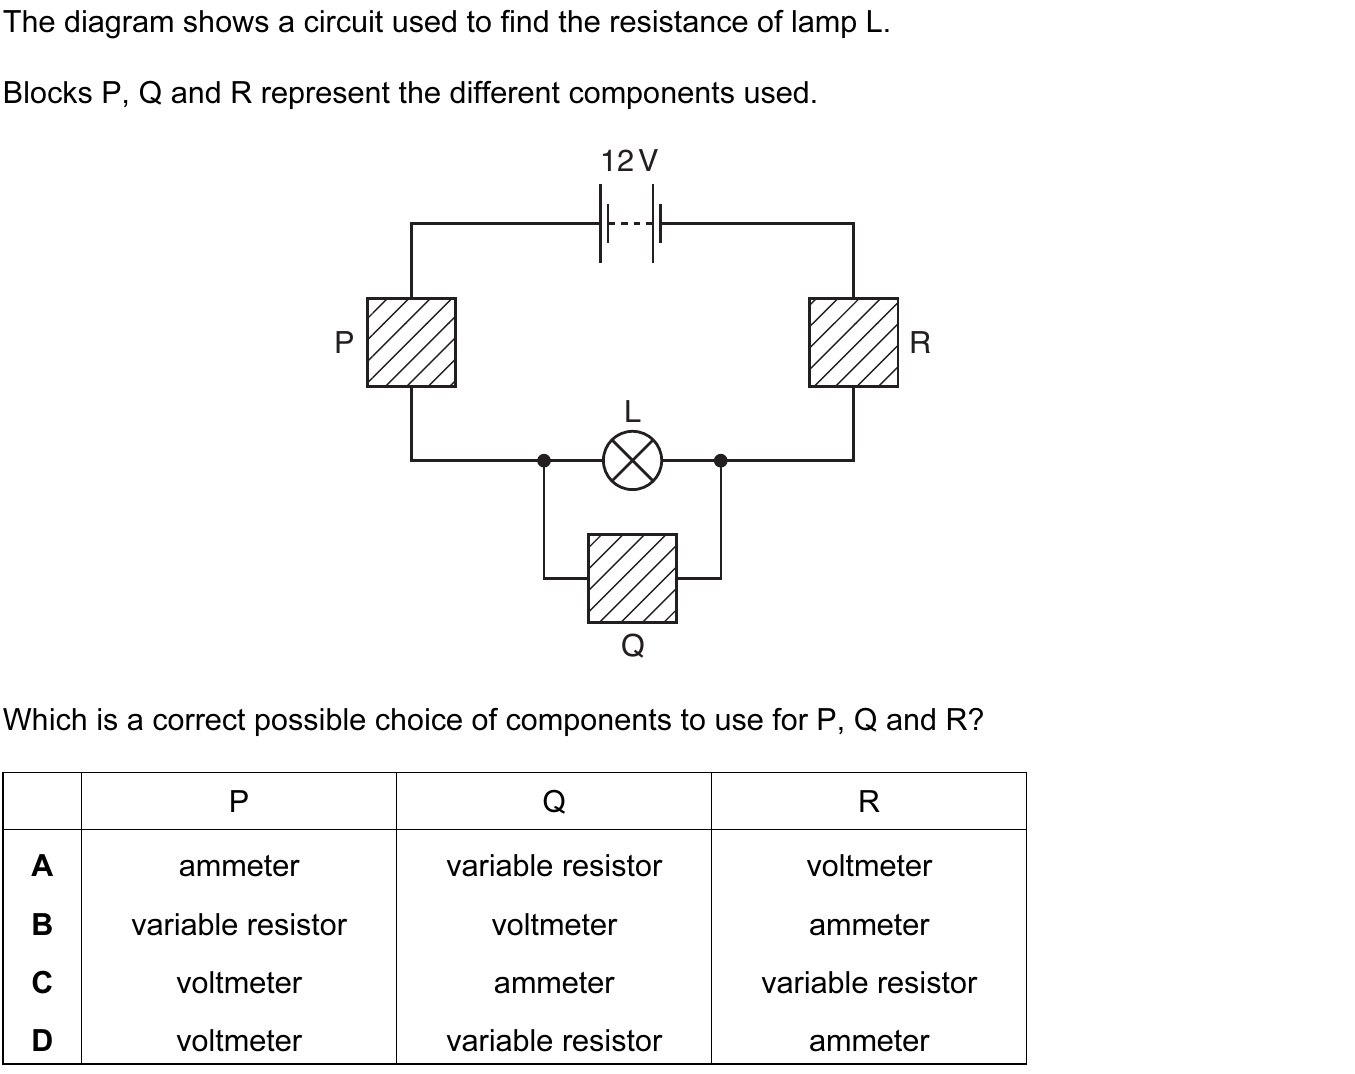 The diagram shows a circuit used to find the resistance of lamp L.
Blocks P, Q and R represent the different components used.
12 V
P
R
L
Q
Which is a correct possible choice of components to use for P, Q and R?
P Q R
A ammeter variable resistor voltmeter
B variable resistor voltmeter ammeter
C voltmeter ammeter variable resistor
D voltmeter variable resistor ammeter